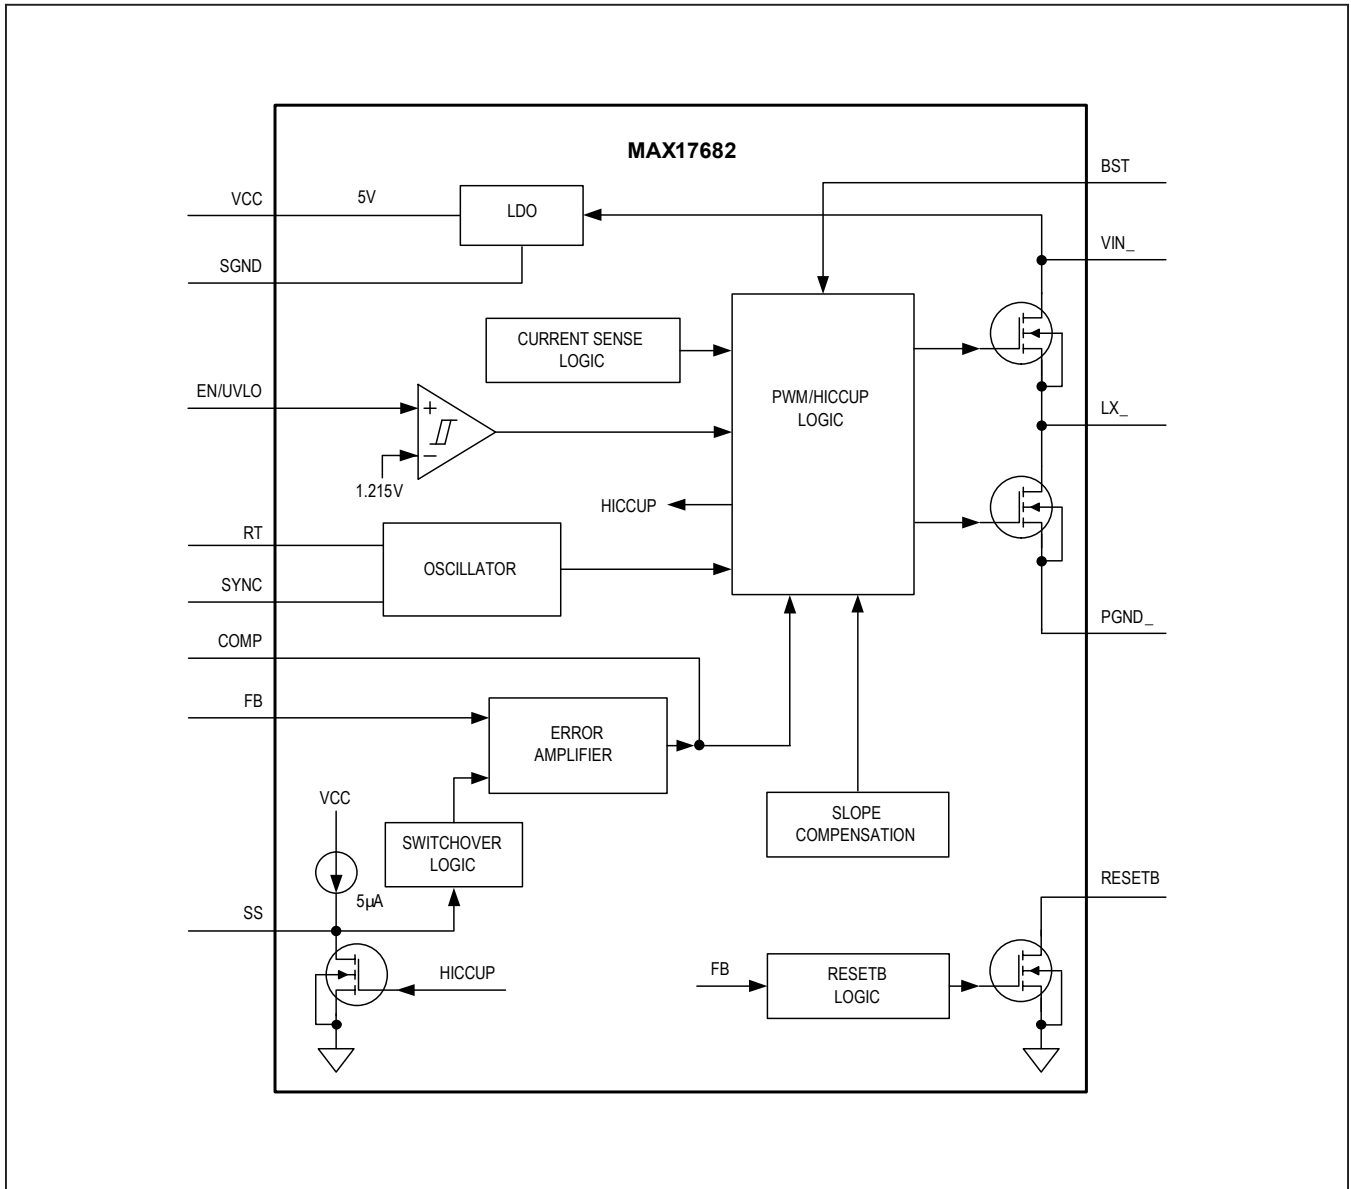 MAX17682
BST
VCC
5V
LDO
VIN_
SGND
CURRENT SENSE
LOGIC
EN/UVLO
+
PWM/HICCUP
LOGIC
LX_
−
1.215V
HICCUP
RT
OSCILLATOR
SYNC
PGND_
COMP
FB
ERROR
AMPLIFIER
VCC
SLOPE
COMPENSATION
SWITCHOVER
LOGIC
5µA
RESETB
SS
HICCUP
FB
RESETB
LOGIC